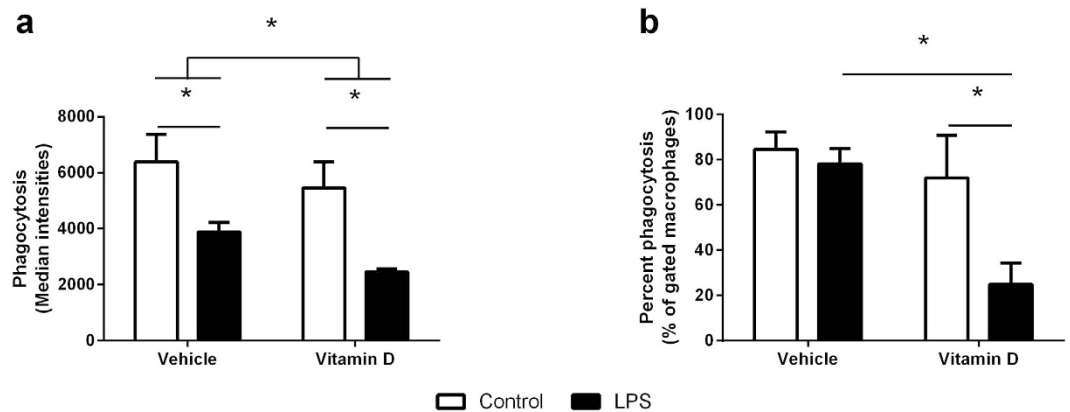 a
*
*
*
Phagocytosis
(Median intensities)
8000
6000
4000
2000
0
Vehicle
Vitamin D
b
*
*
Percent phagocytosis
(% of gated macrophages)
100
80
60
40
20
0
Vehicle
Vitamin D
Control
LPS